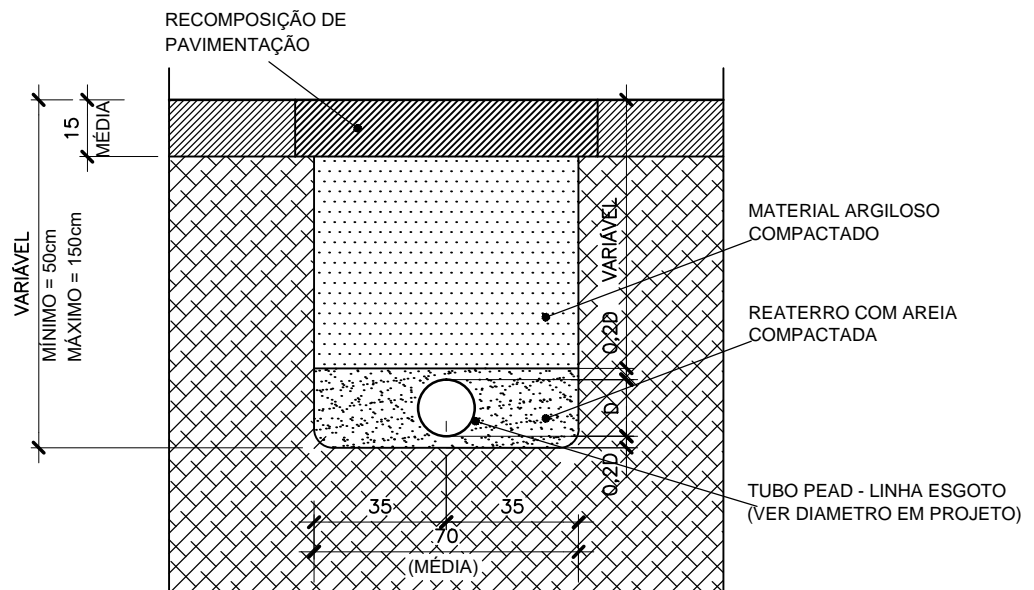 RECOMPOSIÇÃO DE
PAVIMENTAÇÃO
15
MÉDIA
VARIÁVEL
MÍNIMO = 50cm
MÁXIMO = 150cm
VARIÁVEL
0,2D
D
0,2D
MATERIAL ARGILOSO
COMPACTADO
REATERRO COM AREIA
COMPACTADA
TUBO PEAD - LINHA ESGOTO
(VER DIAMETRO EM PROJETO)
35
35
70
(MÉDIA)